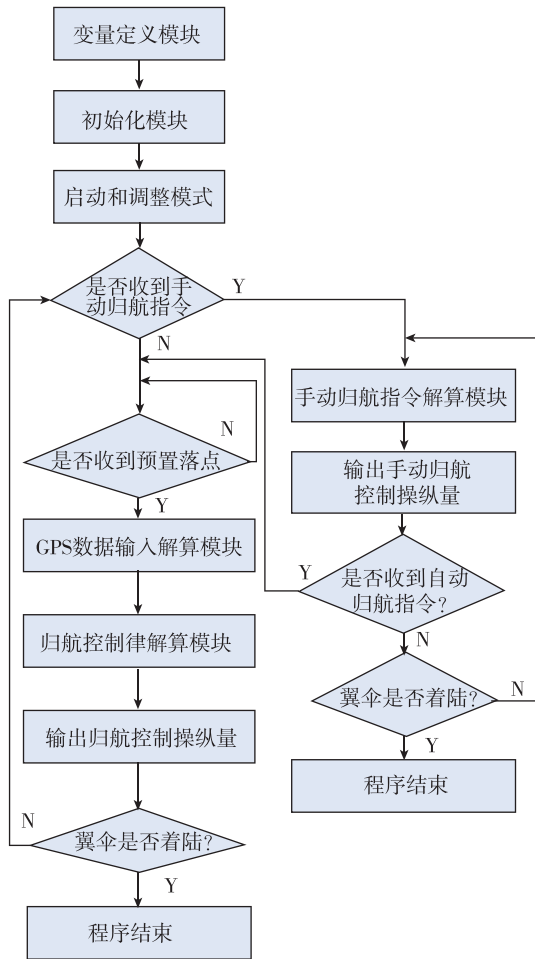 变量定义模块
初始化模块
启动和调整模式
是否收到手
动归航指令
Y
N
是否收到预置落点
N
Y
GPS数据输入解算模块
归航控制律解算模块
输出归航控制操纵量
翼伞是否着陆?
N
Y
程序结束
手动归航指令解算模块
输出手动归航
控制操纵量
是否收到自动
归航指令?
Y
N
翼伞是否着陆?
N
Y
程序结束